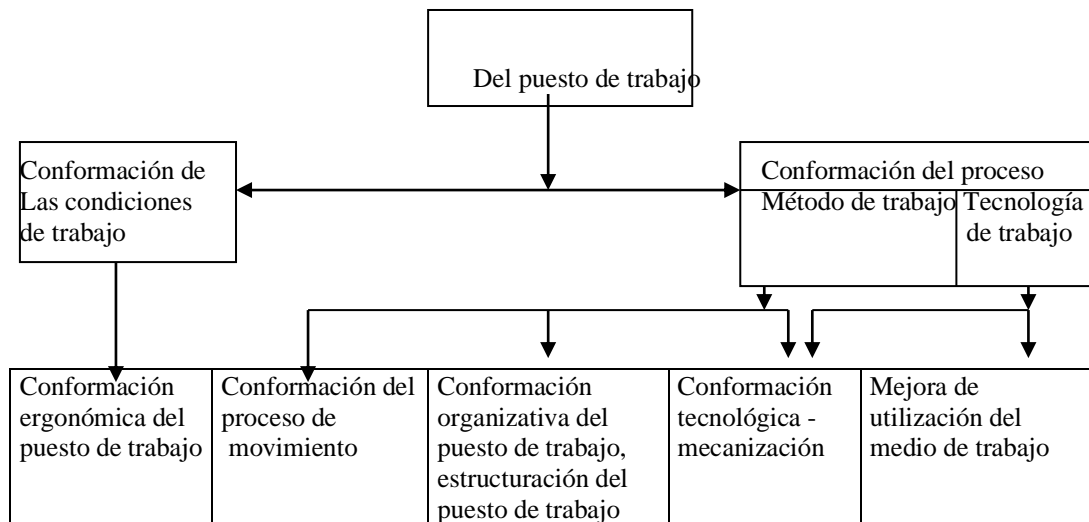 Del puesto de trabajo
Conformación de
Las condiciones
de trabajo
Conformación del proceso
Método de trabajo
Tecnología
de trabajo
Conformación
ergonómica del
puesto de trabajo
Conformación del
proceso de
movimiento
Conformación
organizativa del
puesto de trabajo,
estructuración del
puesto de trabajo
Conformación
tecnológica -
mecanización
Mejora de
utilización del
medio de trabajo